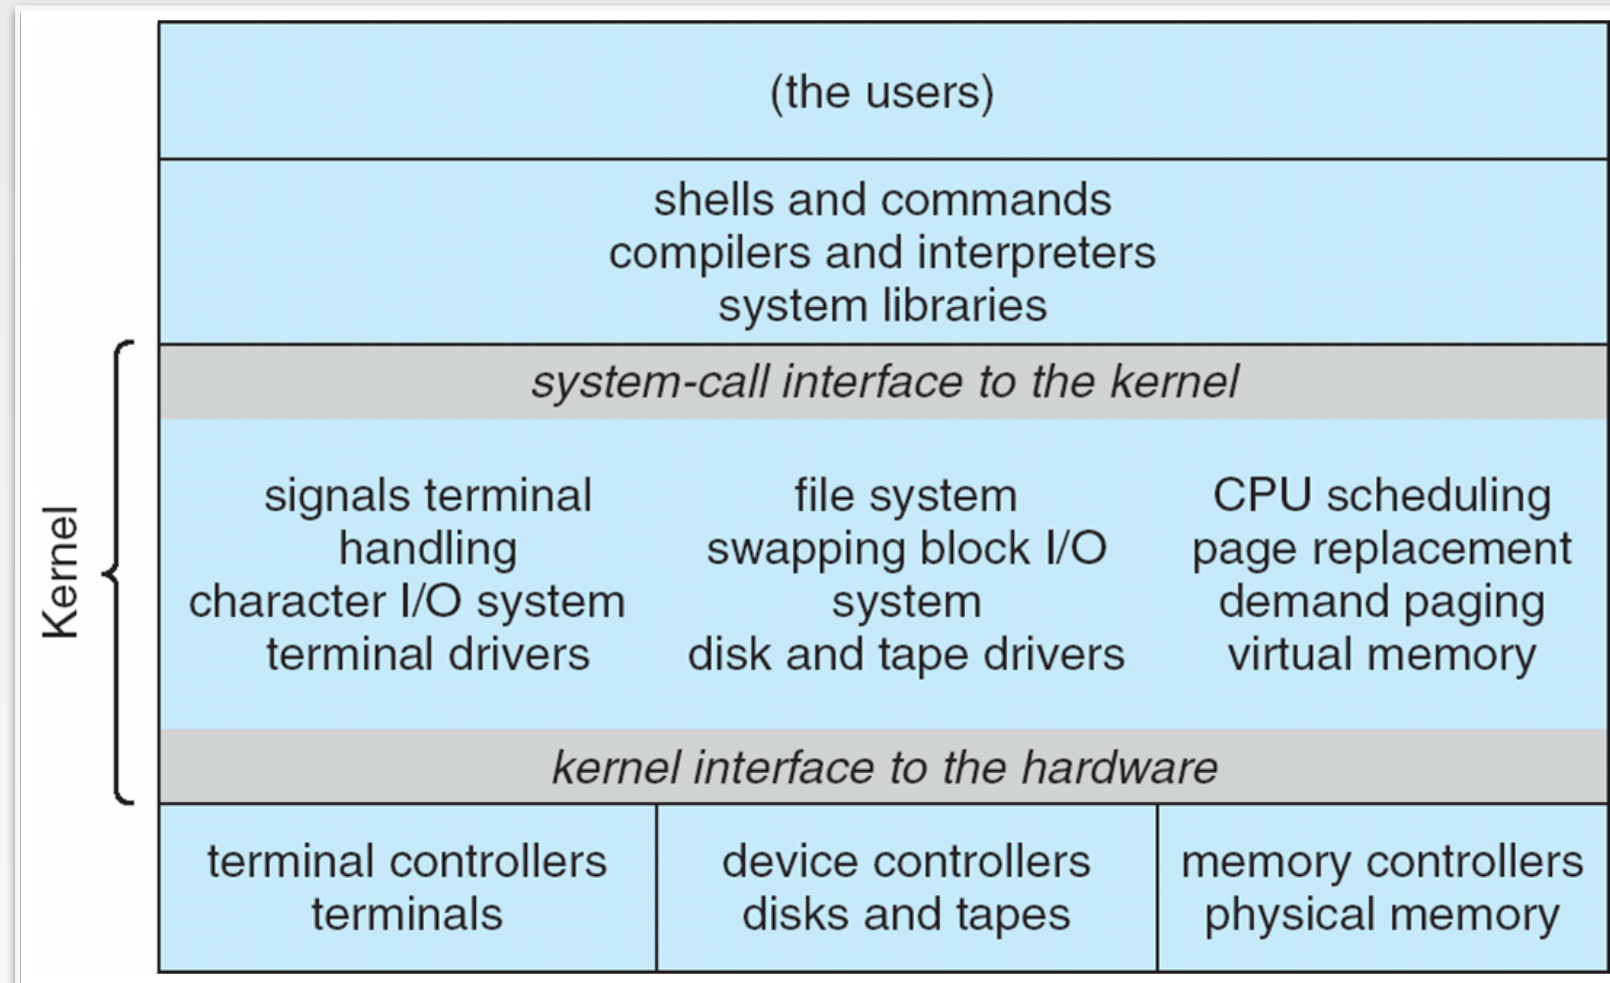 (the users)
shells and commands
compilers and interpreters
system libraries
Kernel
system-call interface to the kernel
signals terminal
handling
character I/O system
terminal drivers
file system
swapping block I/O
system
disk and tape drivers
CPU scheduling
page replacement
demand paging
virtual memory
kernel interface to the hardware
terminal controllers
terminals
device controllers
disks and tapes
memory controllers
physical memory